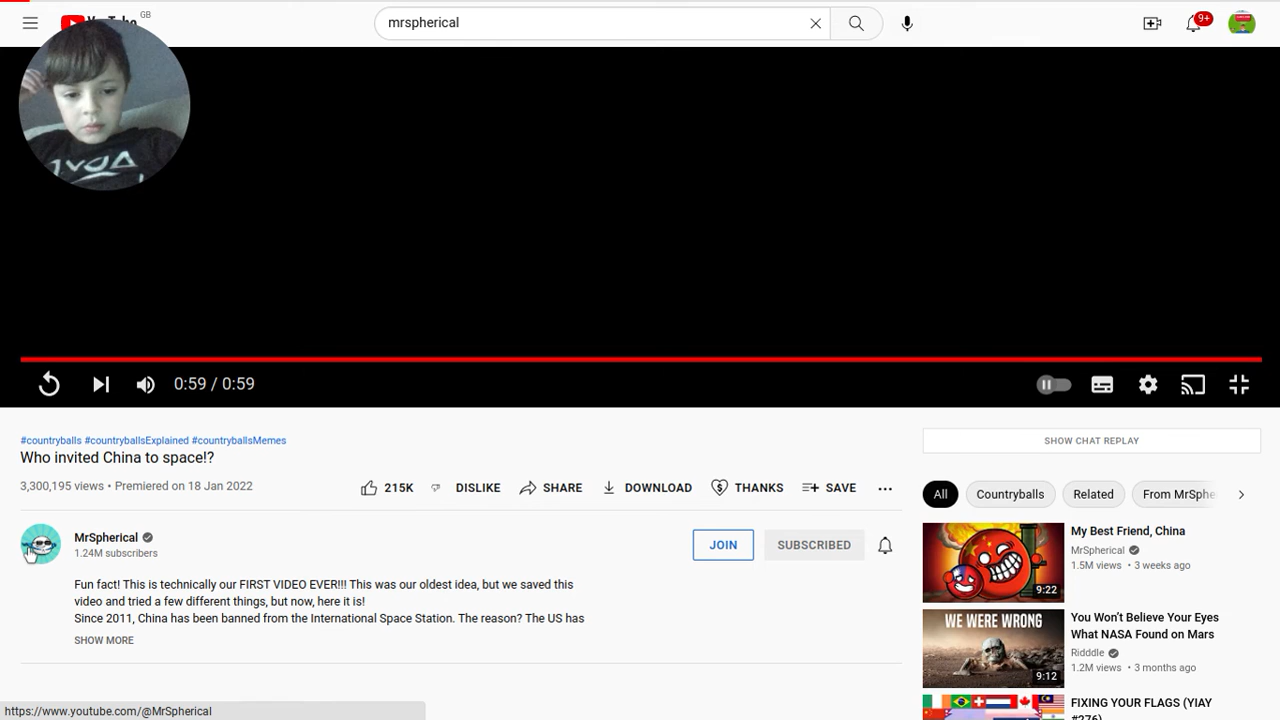 YouTube GB
mrspherical
9+
0:59 / 0:59
#countryballs #countryballsExplained #countryballsMemes
Who invited China to space!?
3,300,195 views • Premiered on 18 Jan 2022
215K
DISLIKE
SHARE
DOWNLOAD
THANKS
SAVE
MrSpherical
1.24M subscribers
JOIN
SUBSCRIBED
Fun fact! This is technically our FIRST VIDEO EVER!!! This was our oldest idea, but we saved this
video and tried a few different things, but now, here it is!
Since 2011, China has been banned from the International Space Station. The reason? The US has
SHOW MORE
SHOW CHAT REPLAY
All
Countryballs
Related
From MrSphe
9:22
My Best Friend, China
MrSpherical
1.5M views • 3 weeks ago
WE WERE WRONG
9:12
You Won’t Believe Your Eyes
What NASA Found on Mars
Ridddle
1.2M views • 3 months ago
FIXING YOUR FLAGS (YIAY
#276)
https://www.youtube.com/@MrSpherical